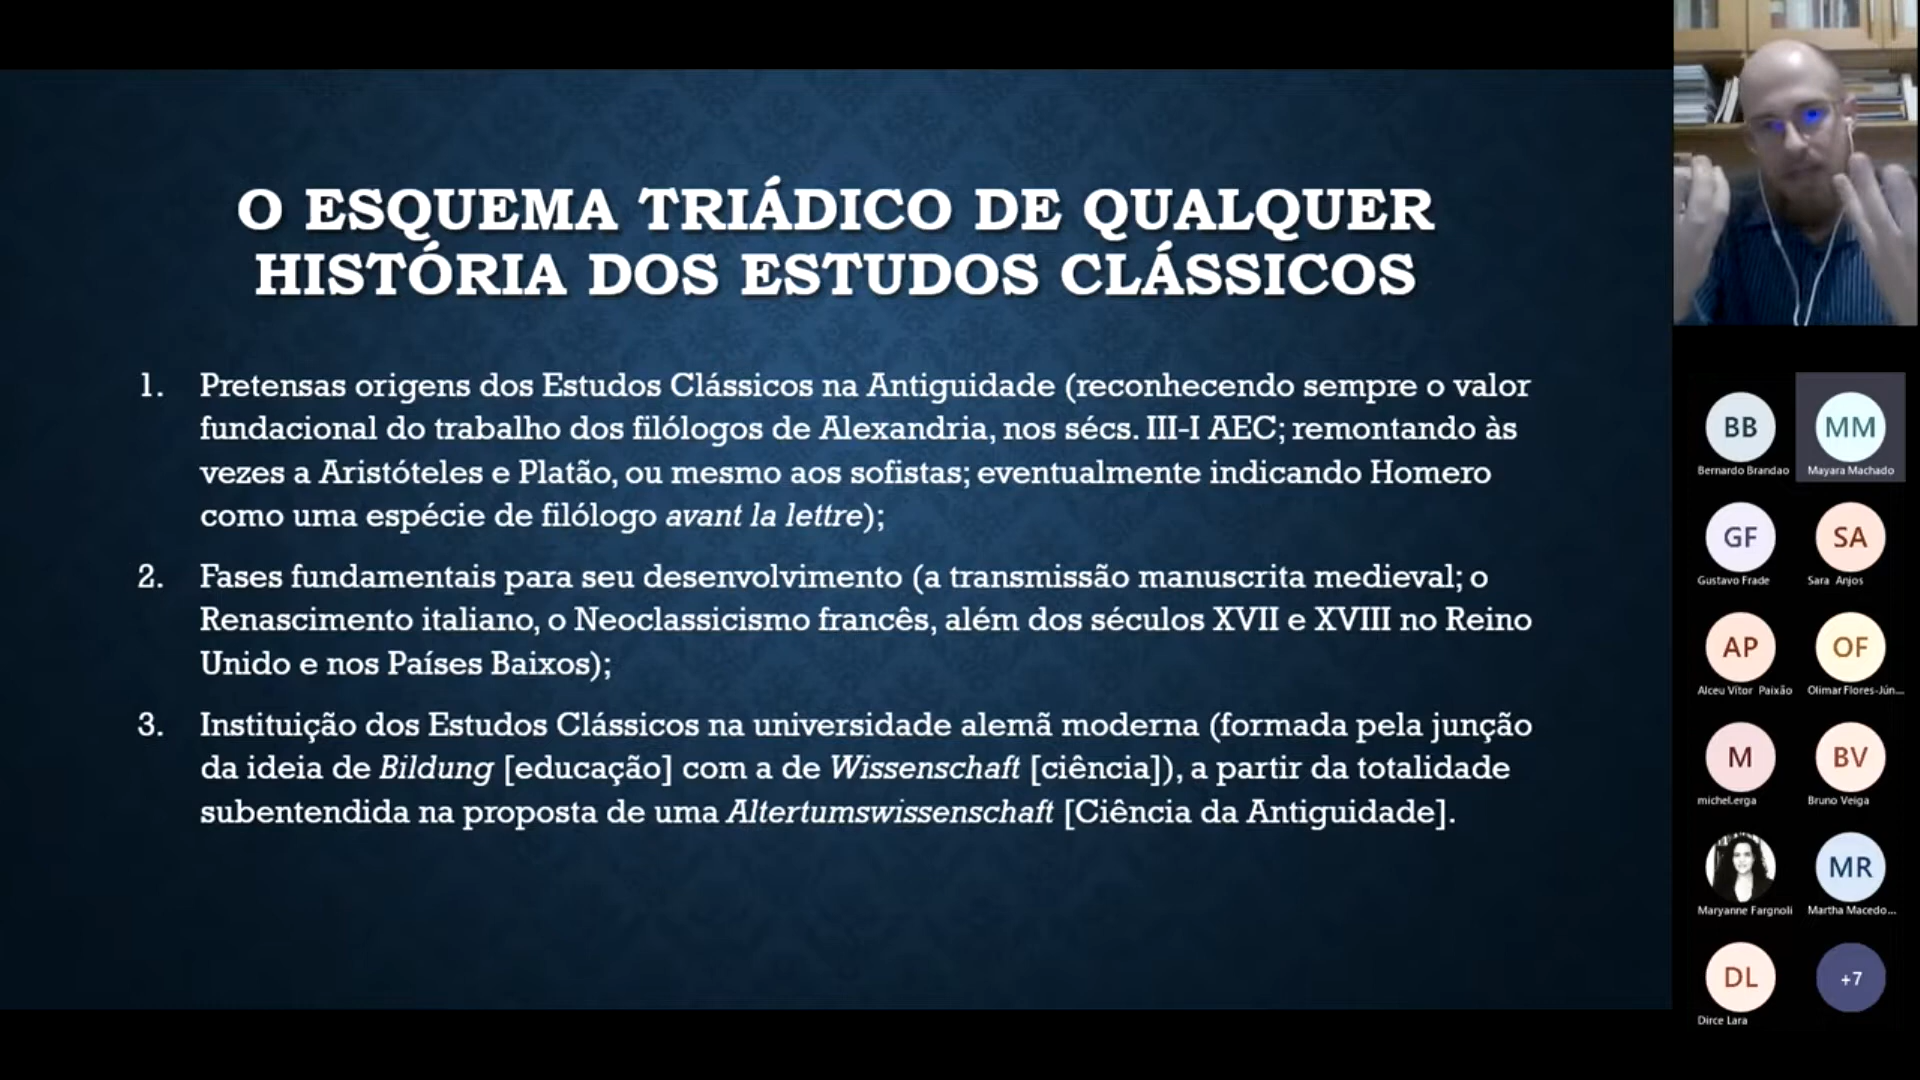 O ESQUEMA TRIÁDICO DE QUALQUER
HISTÓRIA DOS ESTUDOS CLÁSSICOS
1. Pretensas origens dos Estudos Clássicos na Antiguidade (reconhecendo sempre o valor
fundacional do trabalho dos filólogos de Alexandria, nos sécs. III-I AEC; remontando às
vezes a Aristóteles e Platão, ou mesmo aos sofistas; eventualmente indicando Homero
como uma espécie de filólogo avant la lettre);
2. Fases fundamentais para seu desenvolvimento (a transmissão manuscrita medieval; o
Renascimento italiano, o Neoclassicismo francês, além dos séculos XVII e XVIII no Reino
Unido e nos Países Baixos);
3. Instituição dos Estudos Clássicos na universidade alemã moderna (formada pela junção
da ideia de Bildung [educação] com a de Wissenschaft [ciência]), a partir da totalidade
subentendida na proposta de uma Altertumswissenschaft [Ciência da Antiguidade].
BB
Bernardo Brandao
MM
Mayara Machado
GF
Gustavo Frade
SA
Sara Anjos
AP
Alceu Vítor Paixão
OF
Olimar Flores-Jún...
M
michel.erga
BV
Bruno Veiga
Maryanne Fargnoli
MR
Martha Macedo...
DL
Dirce Lara
+7